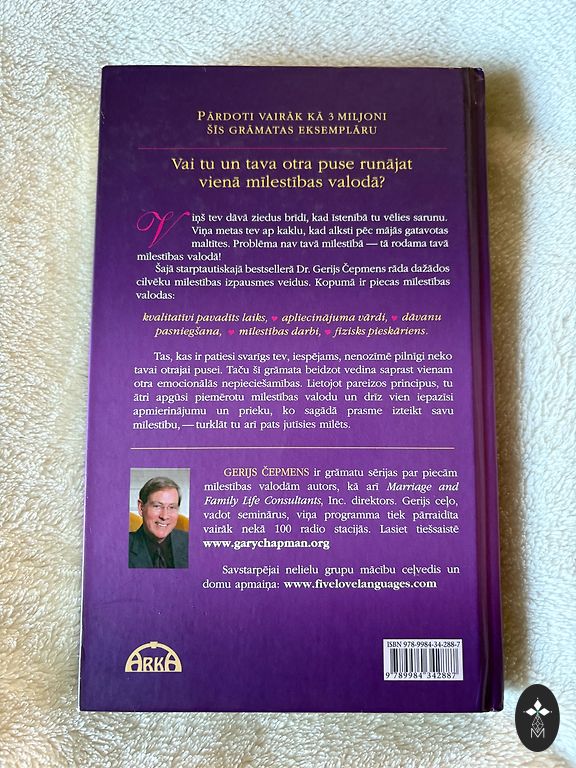 PĀRDOTI VAIRĀK KĀ 3 MILJONI
ŠĪS GRĀMATAS EKSEMPLĀRU
Vai tu un tava otra puse runājat
vienā mīlestības valodā?
Viņš tev dāvā ziedus brīdī, kad īstenībā tu vēlies sarunu.
Viņa metas tev ap kaklu, kad alksti pēc mājās gatavotas
maltītes. Problēma nav tavā mīlestībā — tā rodama tavā
mīlestības valodā!
Šajā starptautiskajā bestsellerā Dr. Gerijs Čepmens rāda dažādos
cilvēku mīlestības izpausmes veidus. Kopumā ir piecas mīlestības
valodas:
kvalitatīvi pavadīts laiks, ♥ apliecinājuma vārdi, ♥ dāvanu
pasniegšana, ♥ mīlestības darbi, ♥ fizisks pieskāriens.
Tas, kas ir patiesi svarīgs tev, iespējams, nenozīmē pilnīgi neko
tavai otrajai pusei. Taču šī grāmata beidzot vedina saprast vienam
otra emocionālās nepieciešamības. Lietojot pareizos principus, tu
ātri apgūsi piemērotu mīlestības valodu un drīz vien iepazīsi
apmierinājumu un prieku, ko sagādā prasme izteikt savu
mīlestību, — turklāt tu arī pats jutīsies mīlēts.
GERIJS ČEPMENS ir grāmatu sērijas par piecām
mīlestības valodām autors, kā arī Marriage and
Family Life Consultants, Inc. direktors. Gerijs ceļo,
vadot seminārus, viņa programma tiek pārraidīta
vairāk nekā 100 radio stacijās. Lasiet tiešsaistē
www.garychapman.org
Savstarpējai nelielu grupu mācību ceļvedis un
domu apmaiņa: www.fivelovelanguages.com
ARKA
ISBN 978-9984-34-288-7
9 789984 342887
M